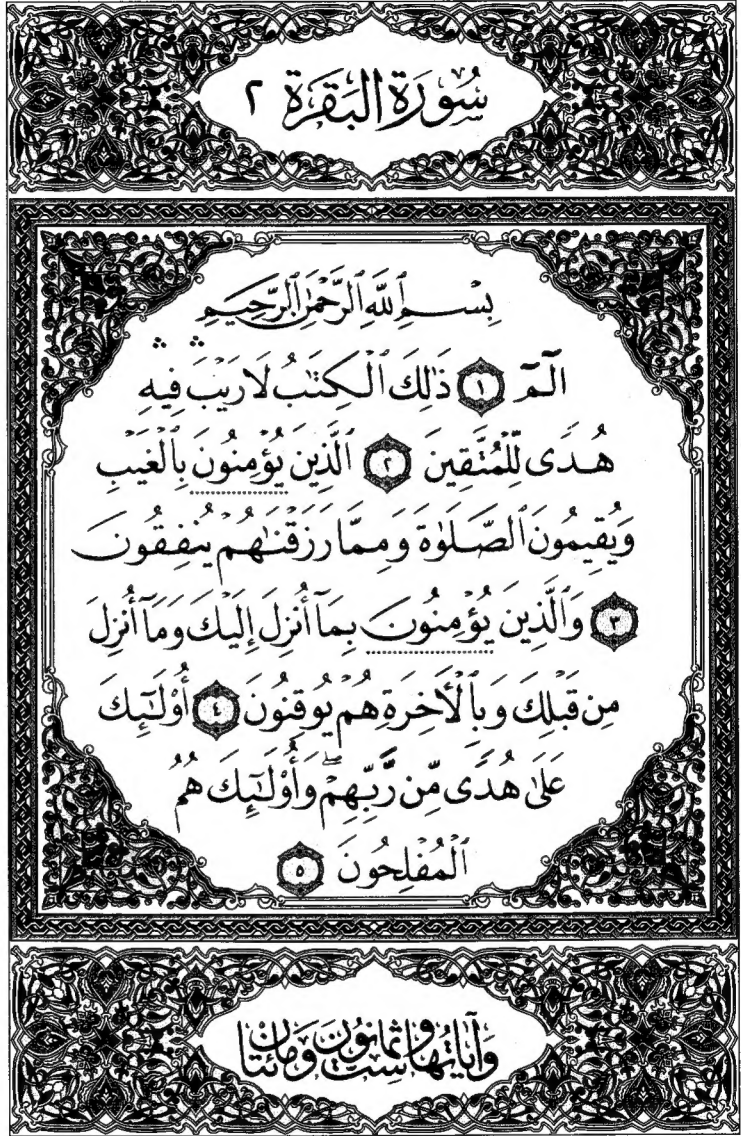 سُورَةُ البَقَرَةِ ٢
بِسْمِ ٱللَّهِ ٱلرَّحْمَٰنِ ٱلرَّحِيمِ
الٓمٓ ١ ذَٰلِكَ ٱلْكِتَٰبُ لَا رَيْبَ ۛ فِيهِ ۛ
هُدًى لِّلْمُتَّقِينَ ٢ ٱلَّذِينَ يُؤْمِنُونَ بِٱلْغَيْبِ
وَيُقِيمُونَ ٱلصَّلَوٰةَ وَمِمَّا رَزَقْنَٰهُمْ يُنفِقُونَ
٣ وَٱلَّذِينَ يُؤْمِنُونَ بِمَآ أُنزِلَ إِلَيْكَ وَمَآ أُنزِلَ
مِن قَبْلِكَ وَبِٱلْأَخِرَةِ هُمْ يُوقِنُونَ ٤ أُو۟لَٰٓئِكَ
عَلَىٰ هُدًى مِّن رَّبِّهِمْ ۖ وَأُو۟لَٰٓئِكَ هُمُ
ٱلْمُفْلِحُونَ ٥
وَآيَاتُهَا سِتٌّ وَثَمَانُونَ وَمَائَتَانِ